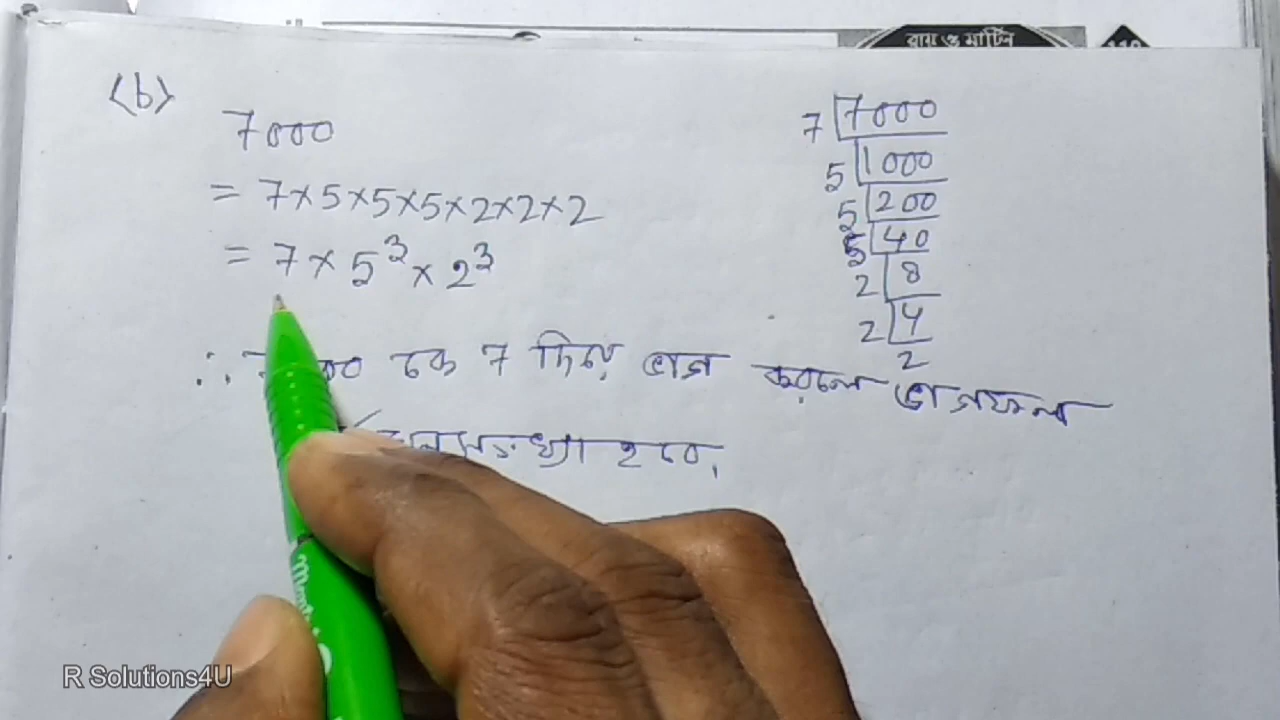 রায় ও মার্টিন
(b)
7000
= 7×5×5×5×2×2×2
= 7 × 5³ × 2³
7 7000
5 1000
5 200
5 40
2 8
2 4
2
∴ কে 7 দিয়ে ভাগ করলে ভাগফল
হবে,
R Solutions4U